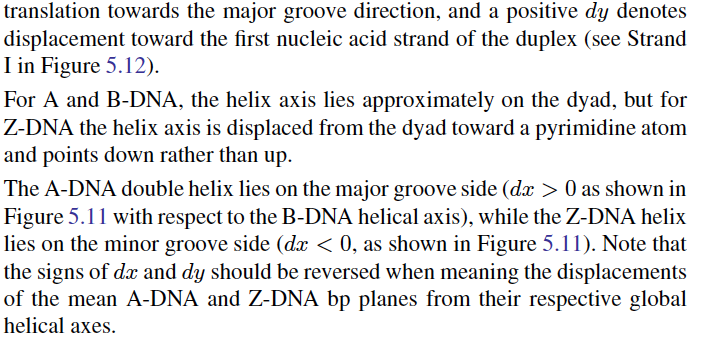 translation towards the major groove direction, and a positive dy denotes
displacement toward the first nucleic acid strand of the duplex (see Strand
I in Figure 5.12).
For A and B-DNA, the helix axis lies approximately on the dyad, but for
Z-DNA the helix axis is displaced from the dyad toward a pyrimidine atom
and points down rather than up.
The A-DNA double helix lies on the major groove side (dx > 0 as shown in
Figure 5.11 with respect to the B-DNA helical axis), while the Z-DNA helix
lies on the minor groove side (dx < 0, as shown in Figure 5.11). Note that
the signs of dx and dy should be reversed when meaning the displacements
of the mean A-DNA and Z-DNA bp planes from their respective global
helical axes.